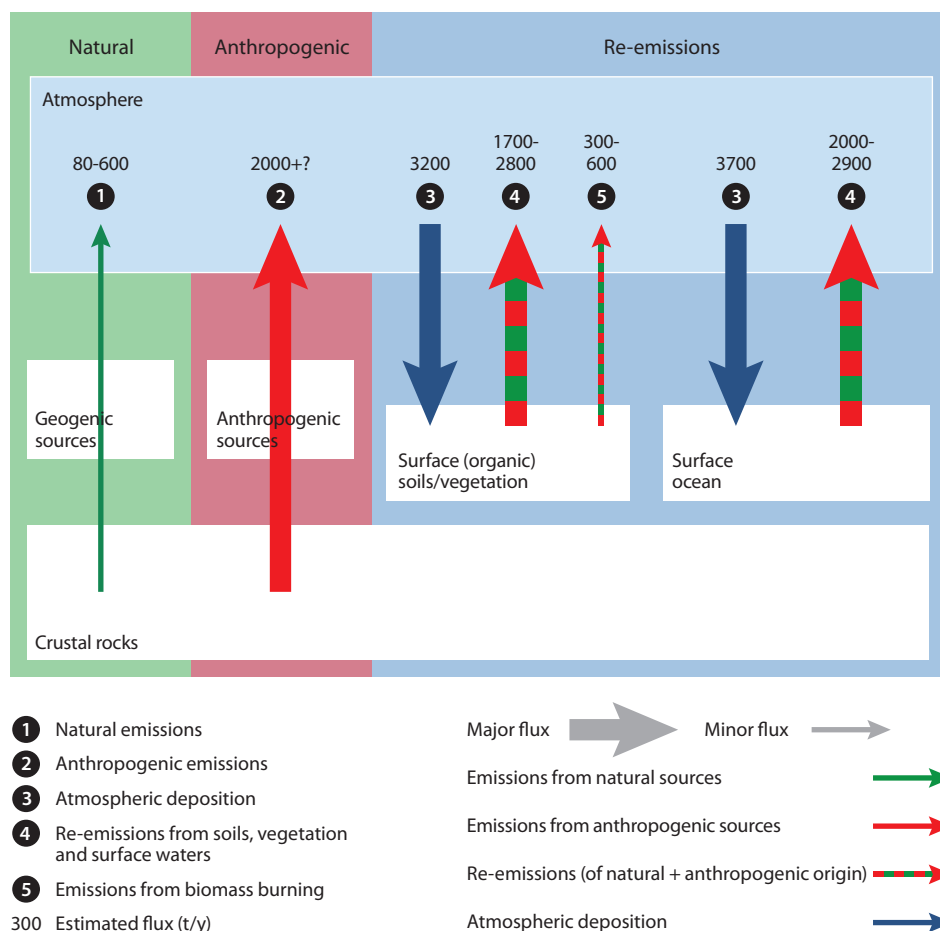 Natural
Anthropogenic
Re-emissions
Atmosphere
80-600
2000+?
3200
1700-
2800
300-
600
3700
2000-
2900
1
2
3
4
5
3
4
Geogenic
sources
Anthropogenic
sources
Surface (organic)
soils/vegetation
Surface
ocean
Crustal rocks
1 Natural emissions
2 Anthropogenic emissions
3 Atmospheric deposition
4 Re-emissions from soils, vegetation
and surface waters
5 Emissions from biomass burning
300 Estimated flux (t/y)
Major flux
Minor flux
Emissions from natural sources
Emissions from anthropogenic sources
Re-emissions (of natural + anthropogenic origin)
Atmospheric deposition